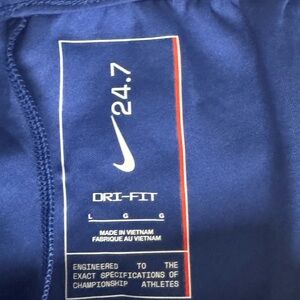 24.7
DRI-FIT
L G G
MADE IN VIETNAM
FABRIQUÉ AU VIETNAM
ENGINEERED TO THE
EXACT SPECIFICATIONS OF
CHAMPIONSHIP ATHLETES